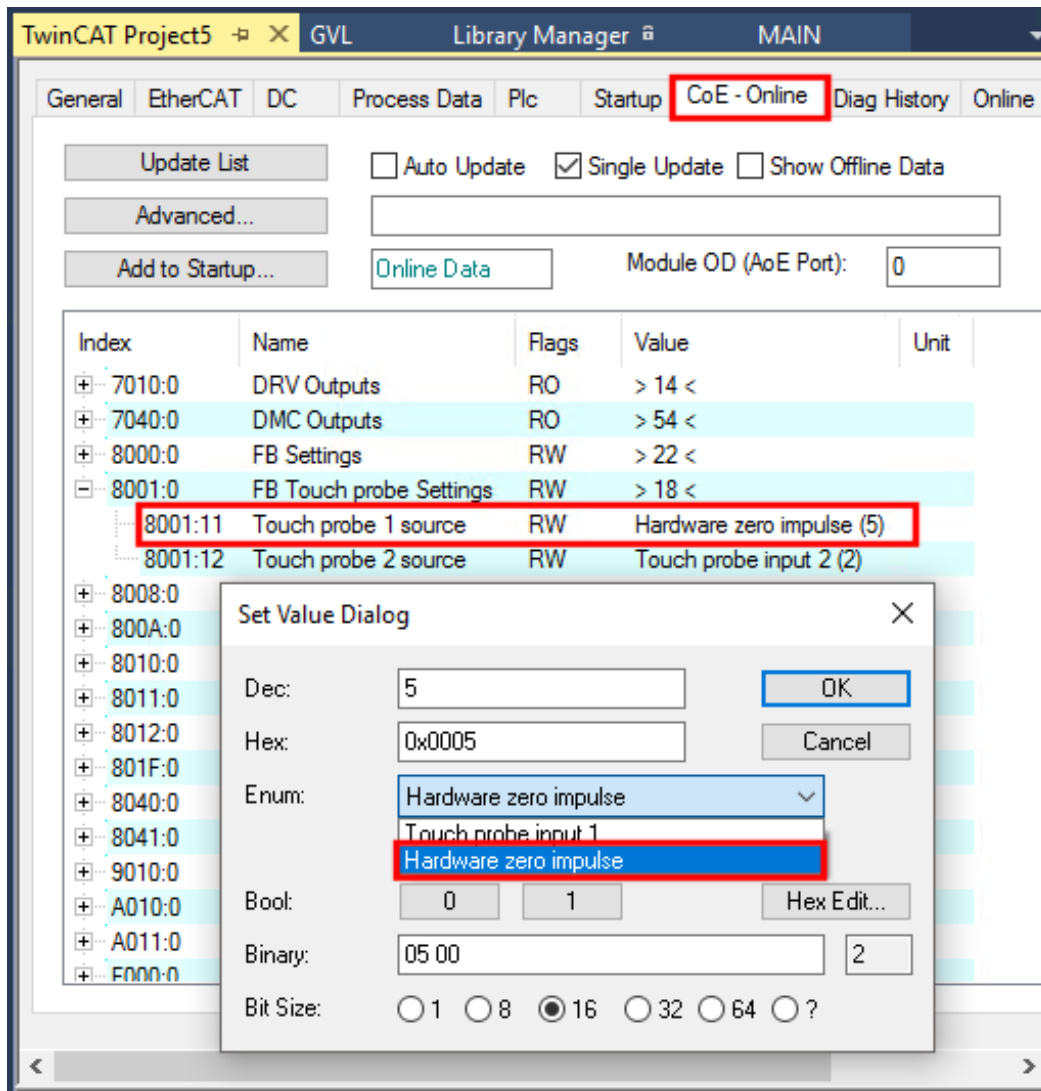 TwinCAT Project5 GVL Library Manager MAIN
General EtherCAT DC Process Data Plc Startup CoE - Online Diag History Online
Update List Auto Update Single Update Show Offline Data
Advanced...
Add to Startup... Online Data Module OD (AoE Port): 0
Index Name Flags Value Unit
7010:0 DRV Outputs RO > 14 <
7040:0 DMC Outputs RO > 54 <
8000:0 FB Settings RW > 22 <
8001:0 FB Touch probe Settings RW > 18 <
8001:11 Touch probe 1 source RW Hardware zero impulse (5)
8001:12 Touch probe 2 source RW Touch probe input 2 (2)
8008:0
800A:0
8010:0
8011:0
8012:0
801F:0
8040:0
8041:0
9010:0
A010:0
A011:0
F000:0
Set Value Dialog
Dec: 5 OK
Hex: 0x0005 Cancel
Enum: Hardware zero impulse
Touch probe input 1
Hardware zero impulse
Bool: 0 1 Hex Edit...
Binary: 05 00 2
Bit Size: 1 8 16 32 64 ?